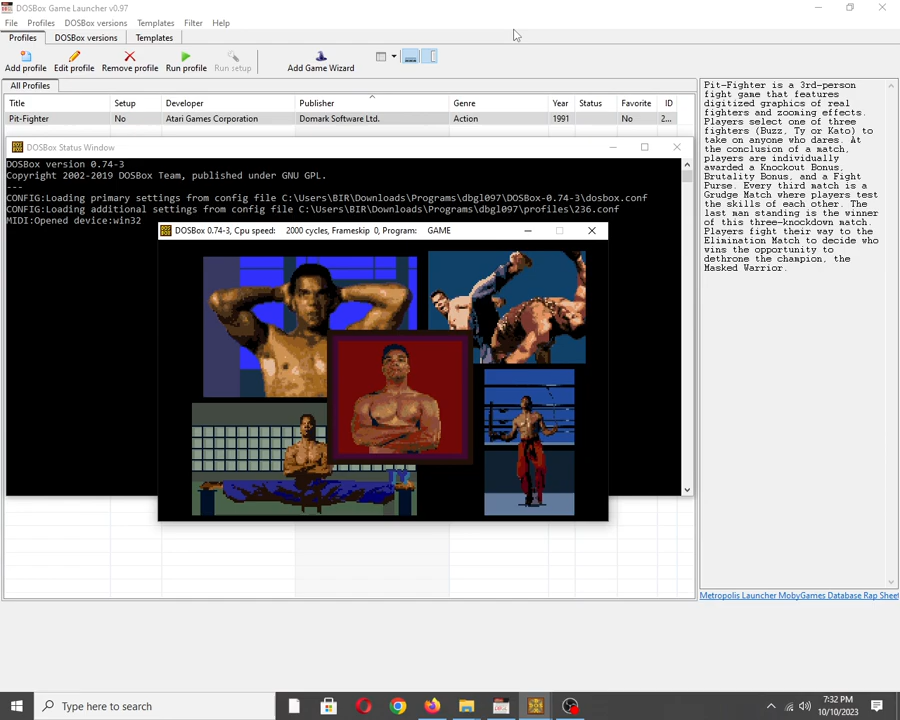 DOSBox Game Launcher v0.97
File Profiles DOSBox versions Templates Filter Help
Profiles DOSBox versions Templates
Add profile Edit profile Remove profile Run profile Run setup Add Game Wizard
All Profiles
Title Setup Developer Publisher Genre Year Status Favorite ID
Pit-Fighter No Atari Games Corporation Domark Software Ltd. Action 1991 No 2...
DOSBox Status Window
DOSBox version 0.74-3
Copyright 2002-2019 DOSBox Team, published under GNU GPL.
---
CONFIG:Loading primary settings from config file C:\Users\BIR\Downloads\Programs\dbgl097\DOSBox-0.74-3\dosbox.conf
CONFIG:Loading additional settings from config file C:\Users\BIR\Downloads\Programs\dbgl097\profiles\236.conf
MIDI:Opened device:win32
DOSBox 0.74-3, Cpu speed: 2000 cycles, Frameskip 0, Program: GAME
Pit-Fighter is a 3rd-person
fight game that features
digitized graphics of real
fighters and zooming effects.
Players select one of three
fighters (Buzz, Ty or Kato) to
take on anyone who dares. At
the conclusion of a match,
players are individually
awarded a Knockout Bonus,
Brutality Bonus, and a Fight
Purse. Every third match is a
Grudge Match where players test
the skills of each other. The
last man standing is the winner
of this three-knockdown match.
Players fight their way to the
Elimination Match to decide who
wins the opportunity to
dethrone the champion, the
Masked Warrior.
Metropolis Launcher MobyGames Database Rap Sheet
Type here to search
7:32 PM
10/10/2023